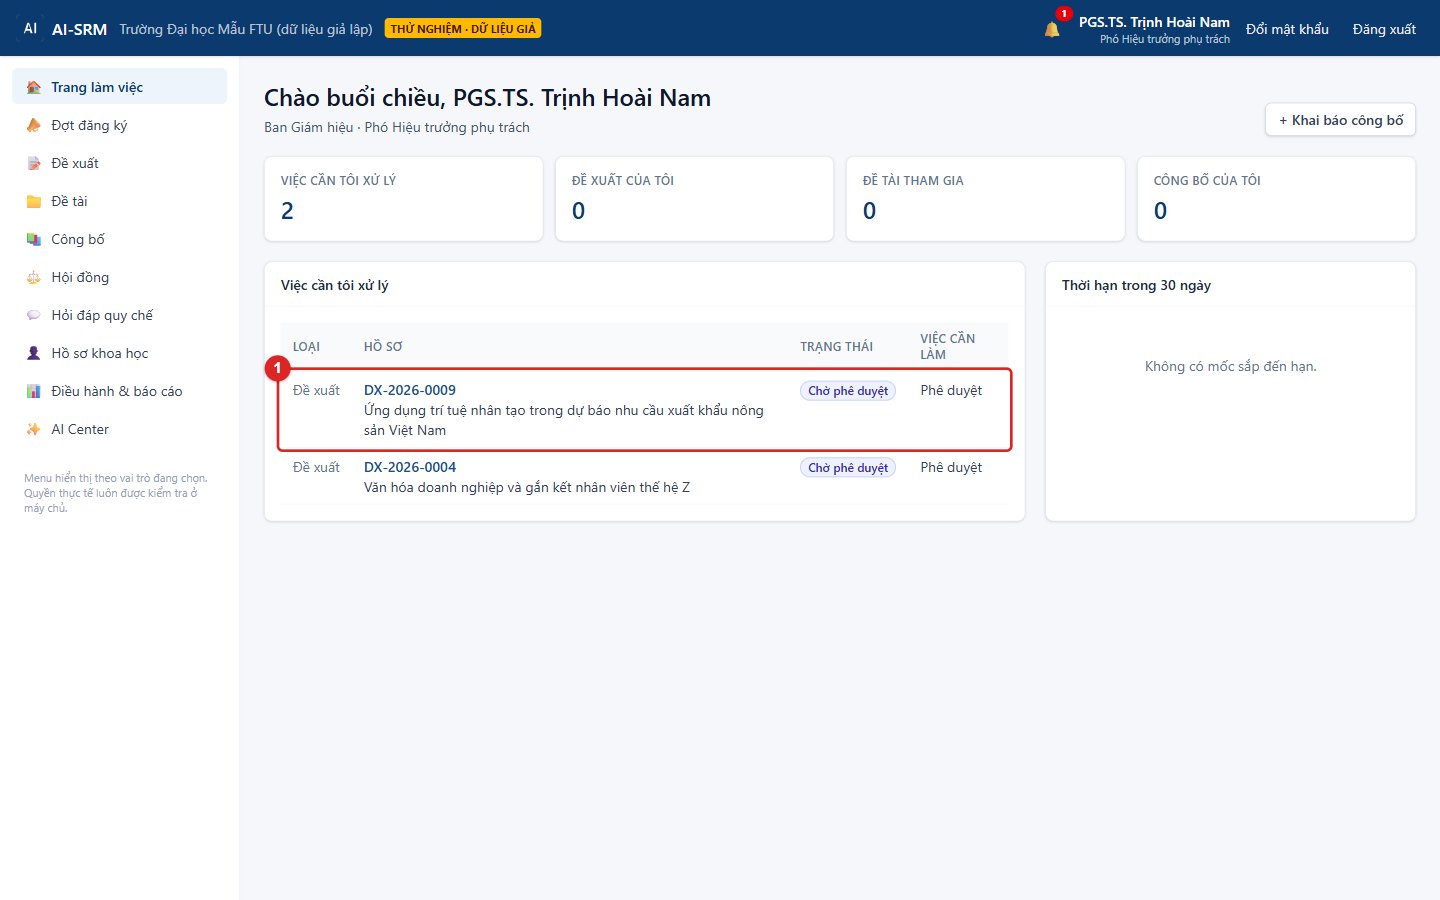 AI AI-SRM Trường Đại học Mẫu FTU (dữ liệu giả lập) THỬ NGHIỆM · DỮ LIỆU GIẢ
1
PGS.TS. Trịnh Hoài Nam
Phó Hiệu trưởng phụ trách
Đổi mật khẩu
Đăng xuất
Trang làm việc
Đợt đăng ký
Đề xuất
Đề tài
Công bố
Hội đồng
Hỏi đáp quy chế
Hồ sơ khoa học
Điều hành & báo cáo
AI Center
Menu hiển thị theo vai trò đang chọn.
Quyền thực tế luôn được kiểm tra ở
máy chủ.
Chào buổi chiều, PGS.TS. Trịnh Hoài Nam
Ban Giám hiệu · Phó Hiệu trưởng phụ trách
+ Khai báo công bố
VIỆC CẦN TÔI XỬ LÝ
2
ĐỀ XUẤT CỦA TÔI
0
ĐỀ TÀI THAM GIA
0
CÔNG BỐ CỦA TÔI
0
Việc cần tôi xử lý
LOẠI HỒ SƠ TRẠNG THÁI VIỆC CẦN
LÀM
1
Đề xuất DX-2026-0009 Chờ phê duyệt Phê duyệt
Ứng dụng trí tuệ nhân tạo trong dự báo nhu cầu xuất khẩu nông
sản Việt Nam
Đề xuất DX-2026-0004 Chờ phê duyệt Phê duyệt
Văn hóa doanh nghiệp và gắn kết nhân viên thế hệ Z
Thời hạn trong 30 ngày
Không có mốc sắp đến hạn.